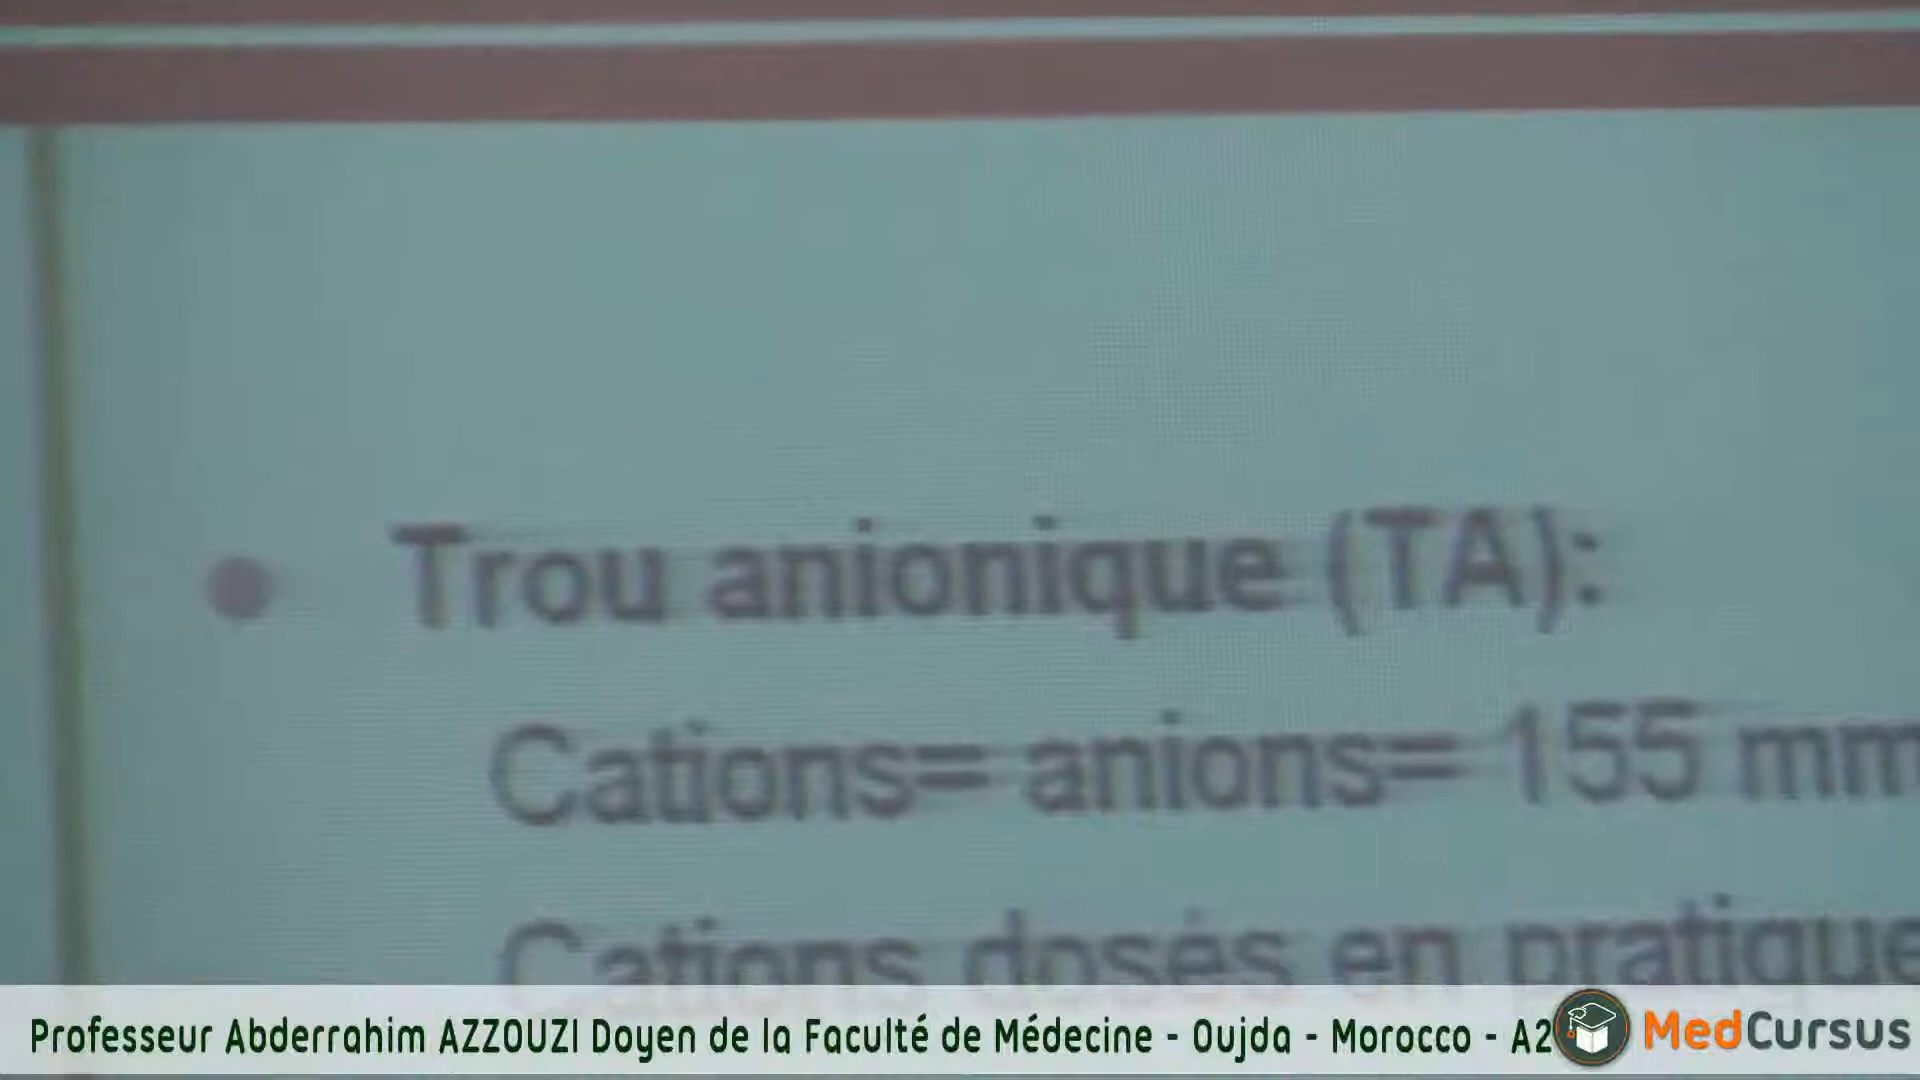 Trou anionique (TA):
Cations= anions= 155 mm
Cations dosés en pratique
Professeur Abderrahim AZZOUZI Doyen de la Faculté de Médecine - Oujda - Morocco - A2
MedCursus